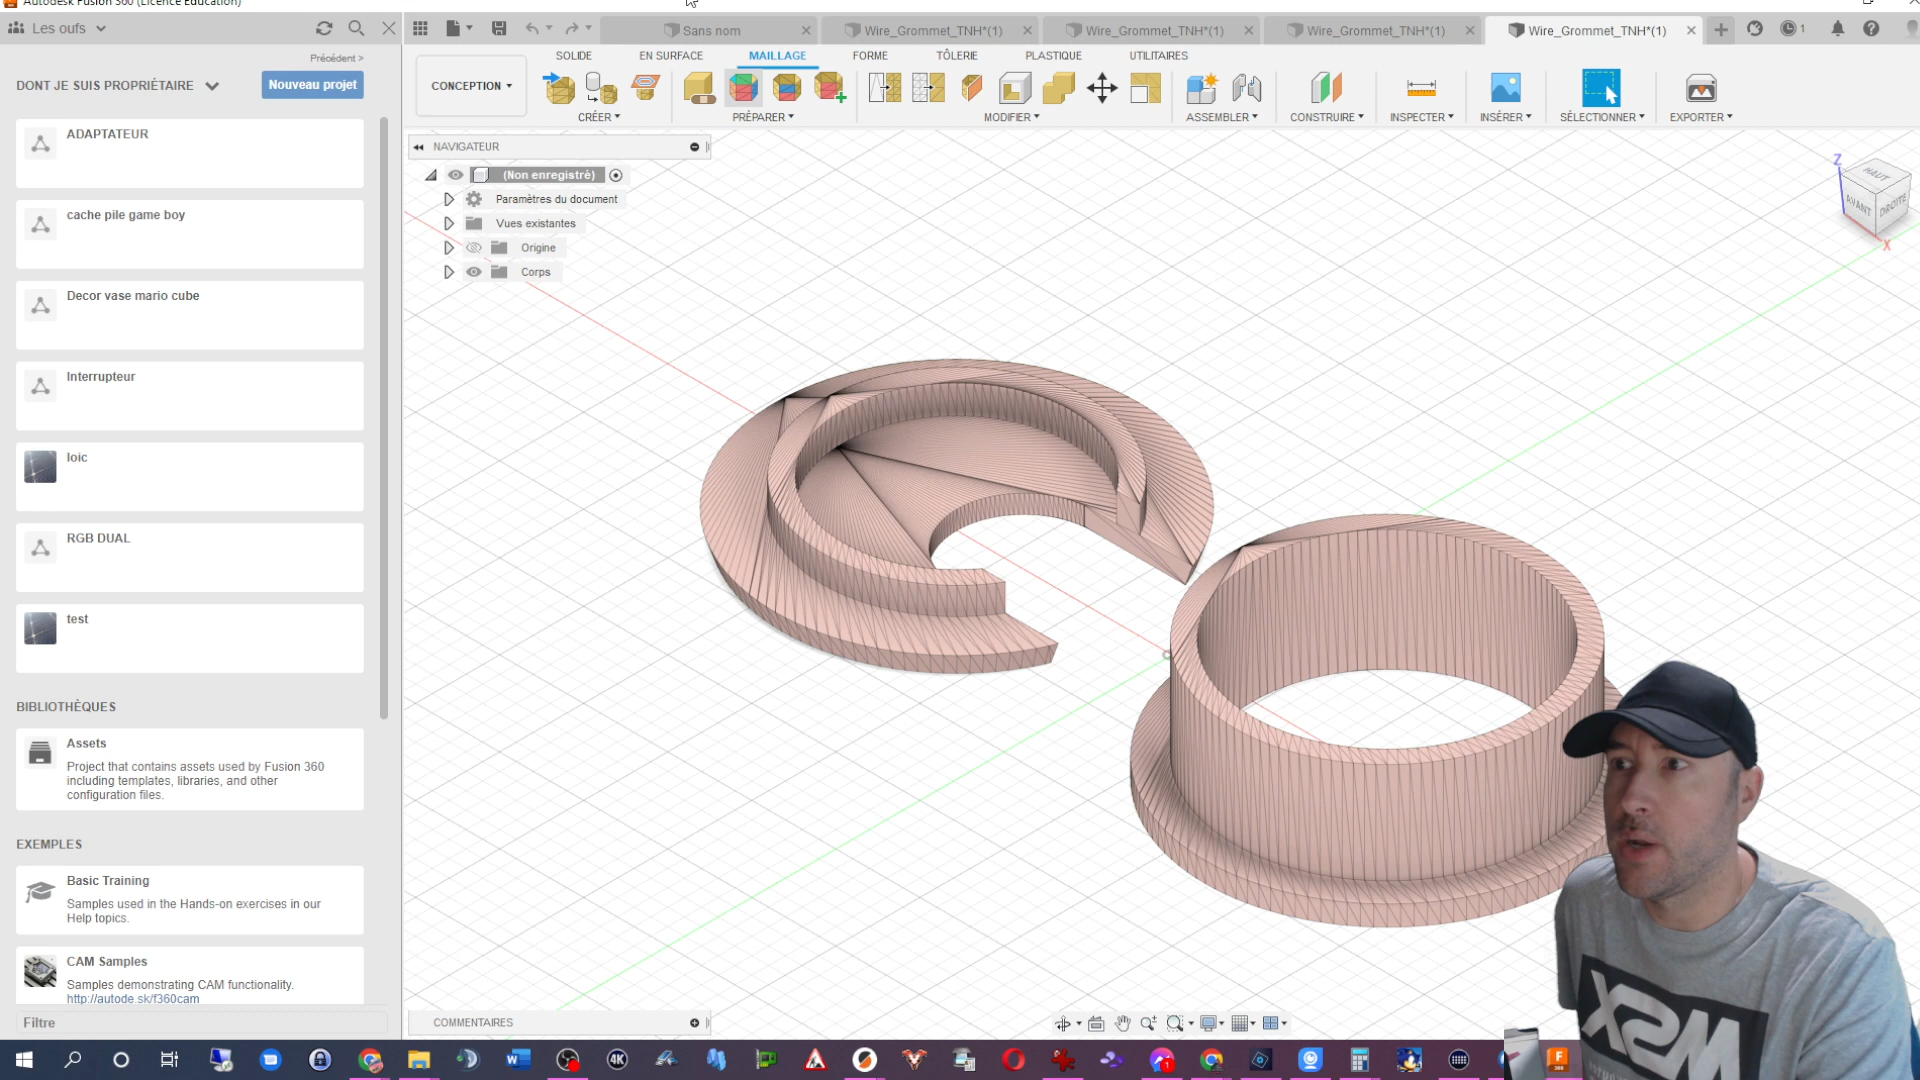 Autodesk Fusion 360 (Licence Éducation)
Les oufs
Sans nom
Wire_Grommet_TNH*(1)
Wire_Grommet_TNH*(1)
Wire_Grommet_TNH*(1)
Wire_Grommet_TNH*(1)
1
Précédent >
DONT JE SUIS PROPRIÉTAIRE
Nouveau projet
ADAPTATEUR
cache pile game boy
Decor vase mario cube
Interrupteur
loic
RGB DUAL
test
BIBLIOTHÈQUES
Assets
Project that contains assets used by Fusion 360
including templates, libraries, and other
configuration files.
EXEMPLES
Basic Training
Samples used in the Hands-on exercises in our
Help topics.
CAM Samples
Samples demonstrating CAM functionality.
http://autode.sk/f360cam
Filtre
SOLIDE
EN SURFACE
MAILLAGE
FORME
TÔLERIE
PLASTIQUE
UTILITAIRES
CONCEPTION
CRÉER
PRÉPARER
MODIFIER
ASSEMBLER
CONSTRUIRE
INSPECTER
INSÉRER
SÉLECTIONNER
EXPORTER
NAVIGATEUR
(Non enregistré)
Paramètres du document
Vues existantes
Origine
Corps
Z
HAUT
AVANT
DROITE
X
COMMENTAIRES
4K
W
F
360
MSX